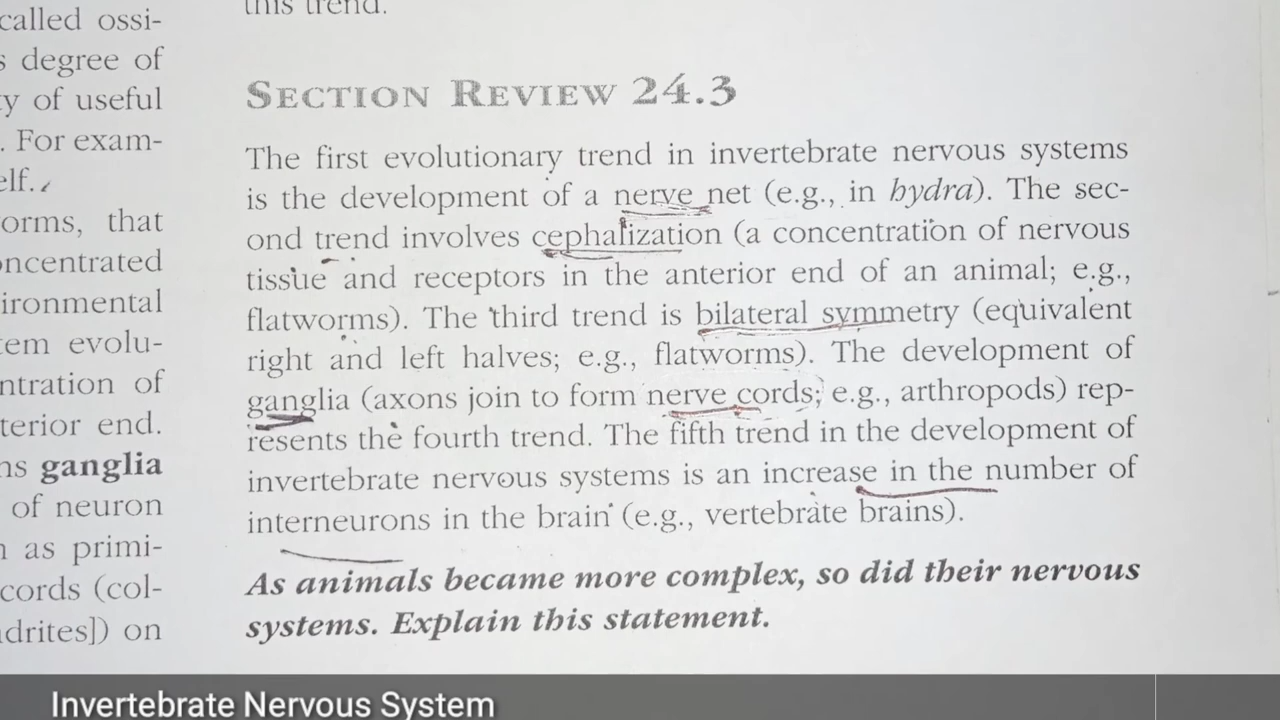 called ossi-
s degree of
ty of useful
. For exam-
elf.
orms, that
oncentrated
ironmental
tem evolu-
ntration of
terior end.
ns ganglia
of neuron
n as primi-
cords (col-
ndrites]) on
this trend.
SECTION REVIEW 24.3
The first evolutionary trend in invertebrate nervous systems
is the development of a nerve net (e.g., in hydra). The sec-
ond trend involves cephalization (a concentration of nervous
tissue and receptors in the anterior end of an animal; e.g.,
flatworms). The third trend is bilateral symmetry (equivalent
right and left halves; e.g., flatworms). The development of
ganglia (axons join to form nerve cords; e.g., arthropods) rep-
resents the fourth trend. The fifth trend in the development of
invertebrate nervous systems is an increase in the number of
interneurons in the brain (e.g., vertebrate brains).
As animals became more complex, so did their nervous
systems. Explain this statement.
Invertebrate Nervous System